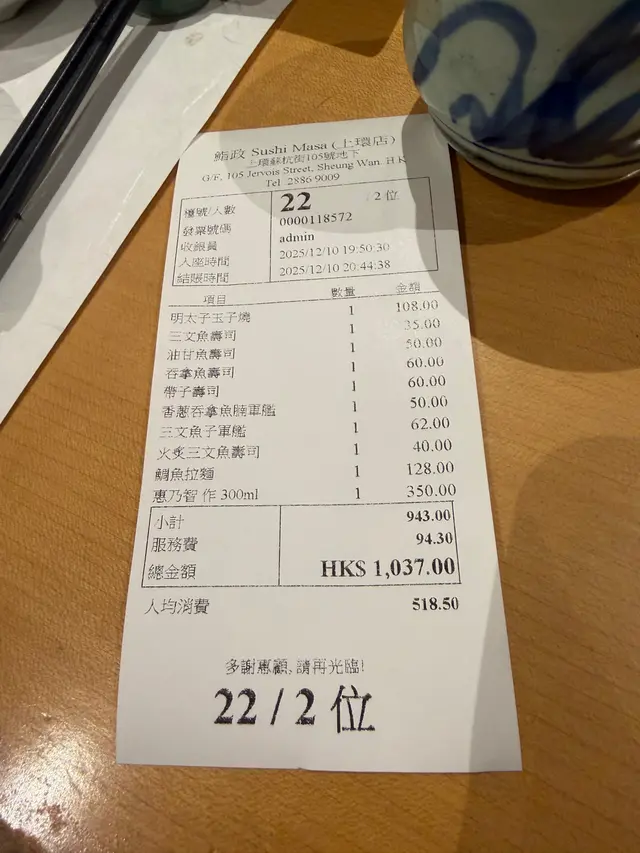 鮨政 Sushi Masa (上環店)
上環蘇杭街105號地下
G/F, 105 Jervois Street, Sheung Wan. H K
Tel 2886 9009
檯號/人數 22 / 2 位
發票號碼 0000118572
收銀員 admin
入座時間 2025/12/10 19:50:30
結賬時間 2025/12/10 20:44:38
項目 數量 金額
明太子玉子燒 1 108.00
三文魚壽司 1 35.00
油甘魚壽司 1 50.00
吞拿魚壽司 1 60.00
帶子壽司 1 60.00
香蔥吞拿魚腩軍艦 1 50.00
三文魚子軍艦 1 62.00
火炙三文魚壽司 1 40.00
鯛魚拉麵 1 128.00
惠乃智 作 300ml 1 350.00
小計 943.00
服務費 94.30
總金額 HK$ 1,037.00
人均消費 518.50
多謝惠顧, 請再光臨!
22 / 2 位